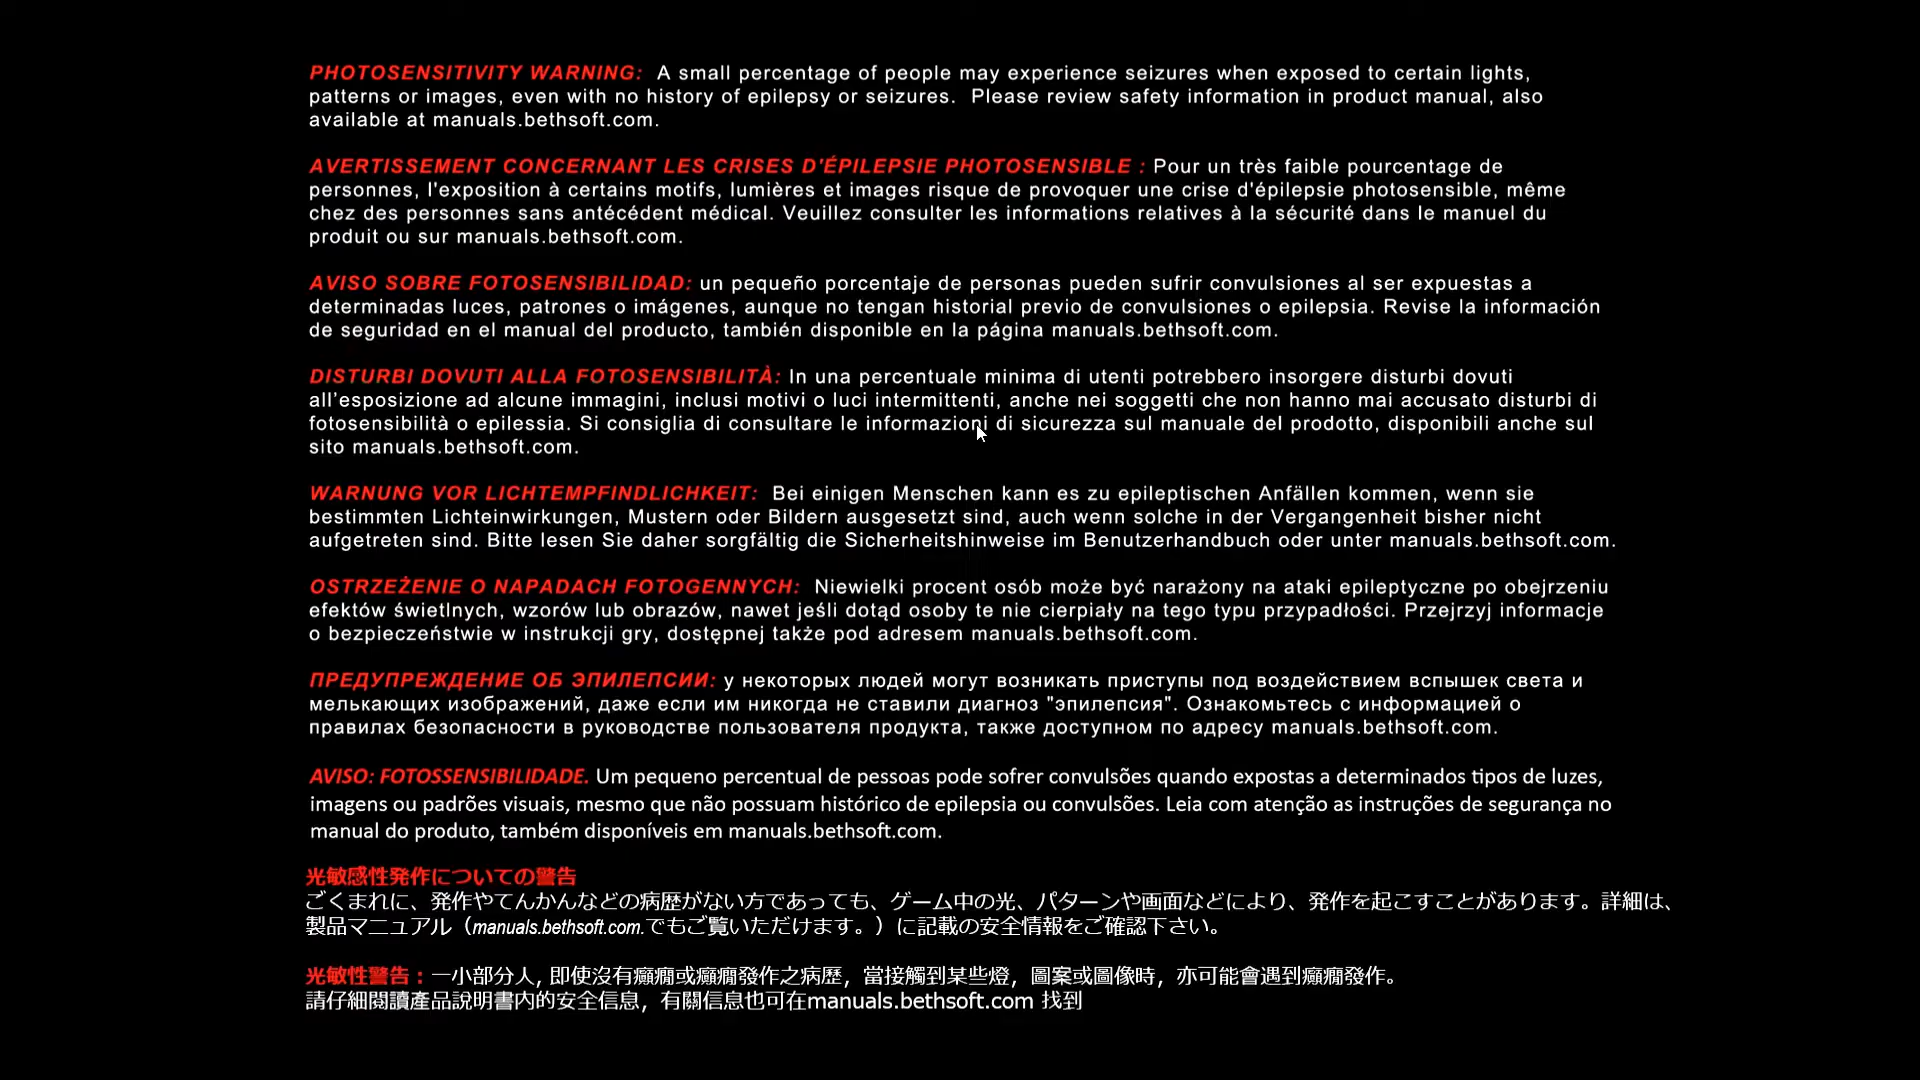 PHOTOSENSITIVITY WARNING:  A small percentage of people may experience seizures when exposed to certain lights,
patterns or images, even with no history of epilepsy or seizures.  Please review safety information in product manual, also
available at manuals.bethsoft.com.
AVERTISSEMENT CONCERNANT LES CRISES D'ÉPILEPSIE PHOTOSENSIBLE : Pour un très faible pourcentage de
personnes, l'exposition à certains motifs, lumières et images risque de provoquer une crise d'épilepsie photosensible, même
chez des personnes sans antécédent médical. Veuillez consulter les informations relatives à la sécurité dans le manuel du
produit ou sur manuals.bethsoft.com.
AVISO SOBRE FOTOSENSIBILIDAD: un pequeño porcentaje de personas pueden sufrir convulsiones al ser expuestas a
determinadas luces, patrones o imágenes, aunque no tengan historial previo de convulsiones o epilepsia. Revise la información
de seguridad en el manual del producto, también disponible en la página manuals.bethsoft.com.
DISTURBI DOVUTI ALLA FOTOSENSIBILITÀ: In una percentuale minima di utenti potrebbero insorgere disturbi dovuti
all'esposizione ad alcune immagini, inclusi motivi o luci intermittenti, anche nei soggetti che non hanno mai accusato disturbi di
fotosensibilità o epilessia. Si consiglia di consultare le informazioni di sicurezza sul manuale del prodotto, disponibili anche sul
sito manuals.bethsoft.com.
WARNUNG VOR LICHTEMPFINDLICHKEIT:  Bei einigen Menschen kann es zu epileptischen Anfällen kommen, wenn sie
bestimmten Lichteinwirkungen, Mustern oder Bildern ausgesetzt sind, auch wenn solche in der Vergangenheit bisher nicht
aufgetreten sind. Bitte lesen Sie daher sorgfältig die Sicherheitshinweise im Benutzerhandbuch oder unter manuals.bethsoft.com.
OSTRZEŻENIE O NAPADACH FOTOGENNYCH:  Niewielki procent osób może być narażony na ataki epileptyczne po obejrzeniu
efektów świetlnych, wzorów lub obrazów, nawet jeśli dotąd osoby te nie cierpiały na tego typu przypadłości. Przejrzyj informacje
o bezpieczeństwie w instrukcji gry, dostępnej także pod adresem manuals.bethsoft.com.
ПРЕДУПРЕЖДЕНИЕ ОБ ЭПИЛЕПСИИ: у некоторых людей могут возникать приступы под воздействием вспышек света и
мелькающих изображений, даже если им никогда не ставили диагноз "эпилепсия". Ознакомьтесь с информацией о
правилах безопасности в руководстве пользователя продукта, также доступном по адресу manuals.bethsoft.com.
AVISO: FOTOSSENSIBILIDADE. Um pequeno percentual de pessoas pode sofrer convulsões quando expostas a determinados tipos de luzes,
imagens ou padrões visuais, mesmo que não possuam histórico de epilepsia ou convulsões. Leia com atenção as instruções de segurança no
manual do produto, também disponíveis em manuals.bethsoft.com.
光敏感性発作についての警告
ごくまれに、発作やてんかんなどの病歴がない方であっても、ゲーム中の光、パターンや画面などにより、発作を起こすことがあります。詳細は、
製品マニュアル（manuals.bethsoft.com.でもご覧いただけます。）に記載の安全情報をご確認下さい。
光敏性警告：一小部分人, 即使沒有癲癇或癲癇發作之病歷，當接觸到某些燈，圖案或圖像時，亦可能會遇到癲癇發作。
請仔細閱讀產品說明書內的安全信息，有關信息也可在manuals.bethsoft.com 找到